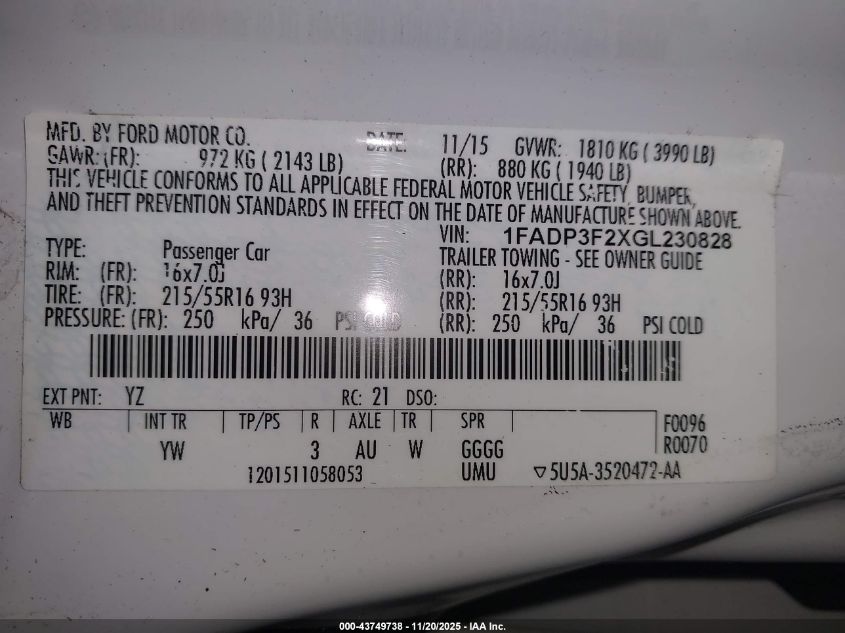 MFD. BY FORD MOTOR CO. DATE: 11/15 GVWR: 1810 KG ( 3990 LB)
GAWR: (FR): 972 KG ( 2143 LB) (RR): 880 KG ( 1940 LB)
THIS VEHICLE CONFORMS TO ALL APPLICABLE FEDERAL MOTOR VEHICLE SAFETY, BUMPER,
AND THEFT PREVENTION STANDARDS IN EFFECT ON THE DATE OF MANUFACTURE SHOWN ABOVE.
VIN: 1FADP3F2XGL230828
TYPE: Passenger Car TRAILER TOWING - SEE OWNER GUIDE
RIM: (FR): 16x7.0J (RR): 16x7.0J
TIRE: (FR): 215/55R16 93H (RR): 215/55R16 93H
PRESSURE: (FR): 250 kPa/ 36 PSI COLD (RR): 250 kPa/ 36 PSI COLD
EXT PNT: YZ RC: 21 DSO:
WB INT TR TP/PS R AXLE TR SPR F0096
YW 3 AU W GGGG R0070
1201511058053 UMU ▽5U5A-3520472-AA
000-43749738 - 11/20/2025 - IAA Inc.